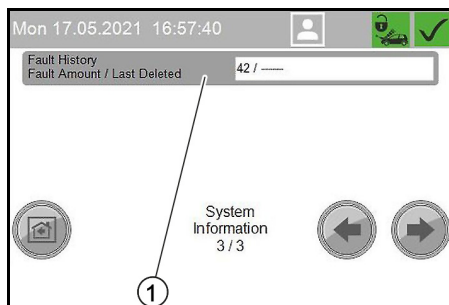 Mon 17.05.2021 16:57:40
Fault History
Fault Amount / Last Deleted
42 / -------
System
Information
3 / 3
1